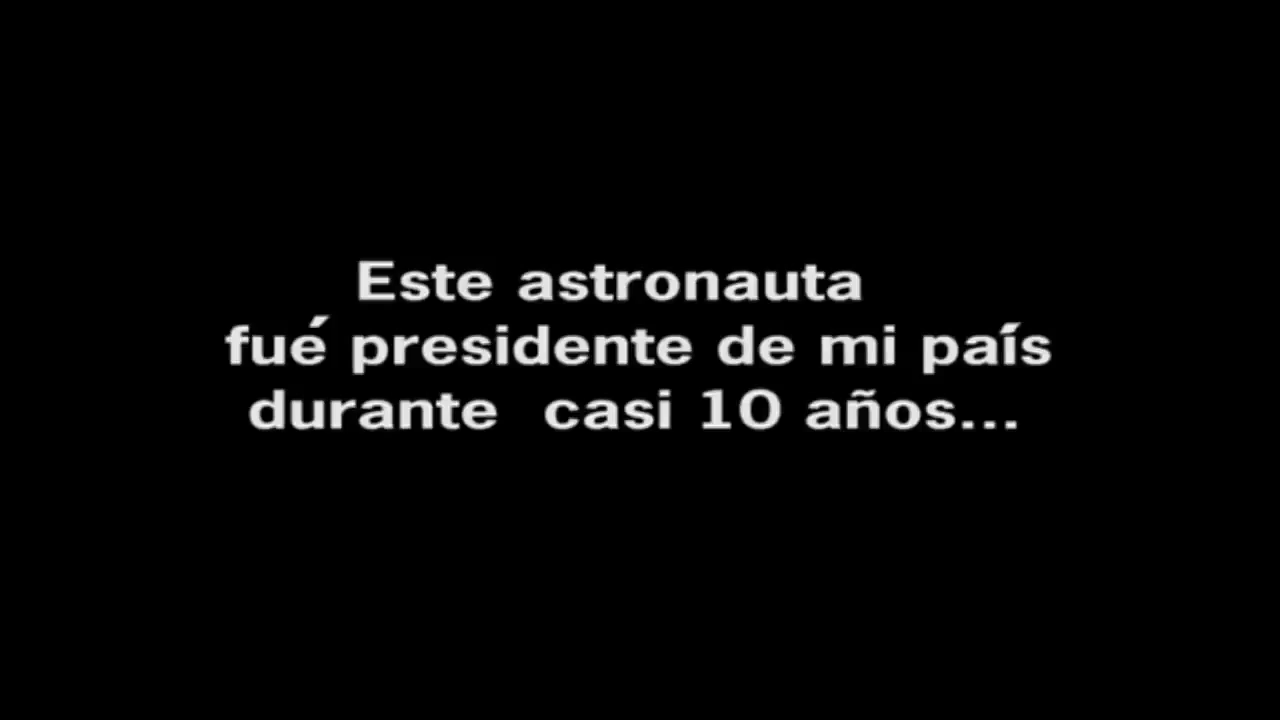 Este astronauta
fué presidente de mi país
durante casi 10 años...